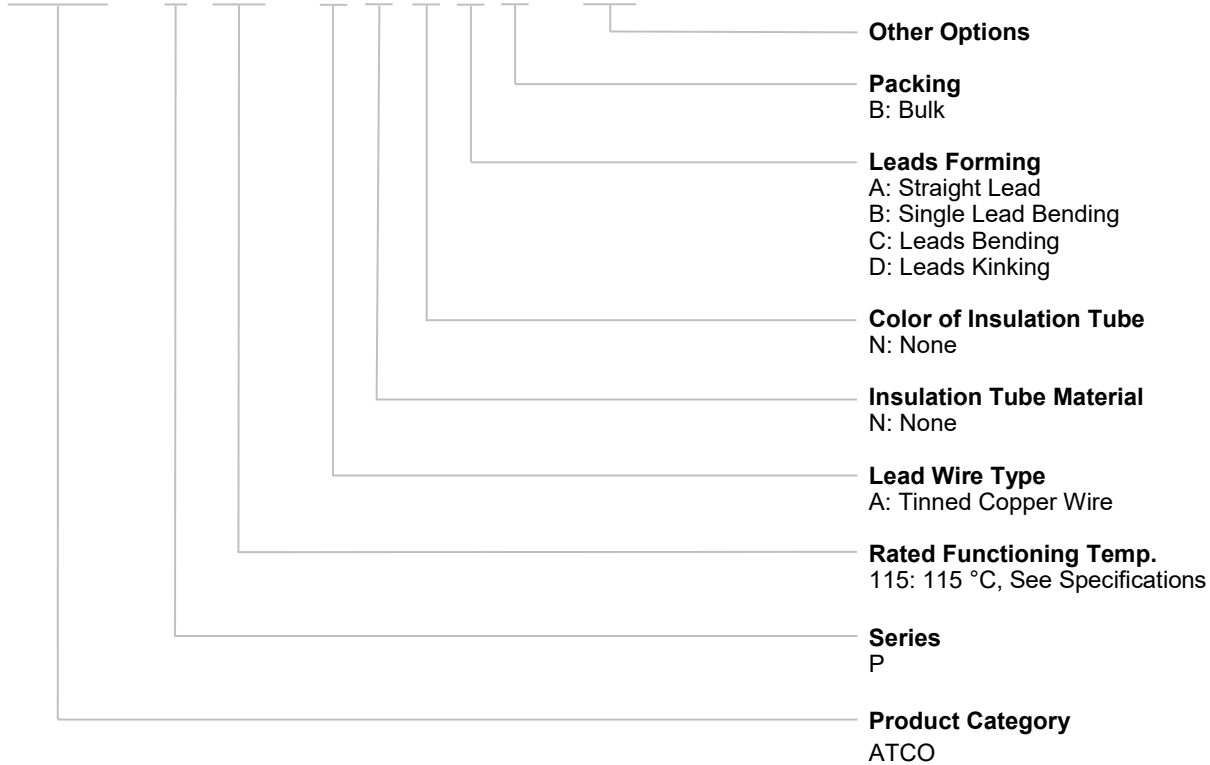 Other Options
Packing
B: Bulk
Leads Forming
A: Straight Lead
B: Single Lead Bending
C: Leads Bending
D: Leads Kinking
Color of Insulation Tube
N: None
Insulation Tube Material
N: None
Lead Wire Type
A: Tinned Copper Wire
Rated Functioning Temp.
115: 115 °C, See Specifications
Series
P
Product Category
ATCO